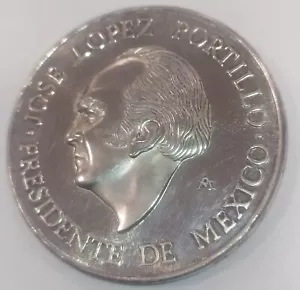 · JOSE LOPEZ PORTILLO ·
PRESIDENTE DE MEXICO